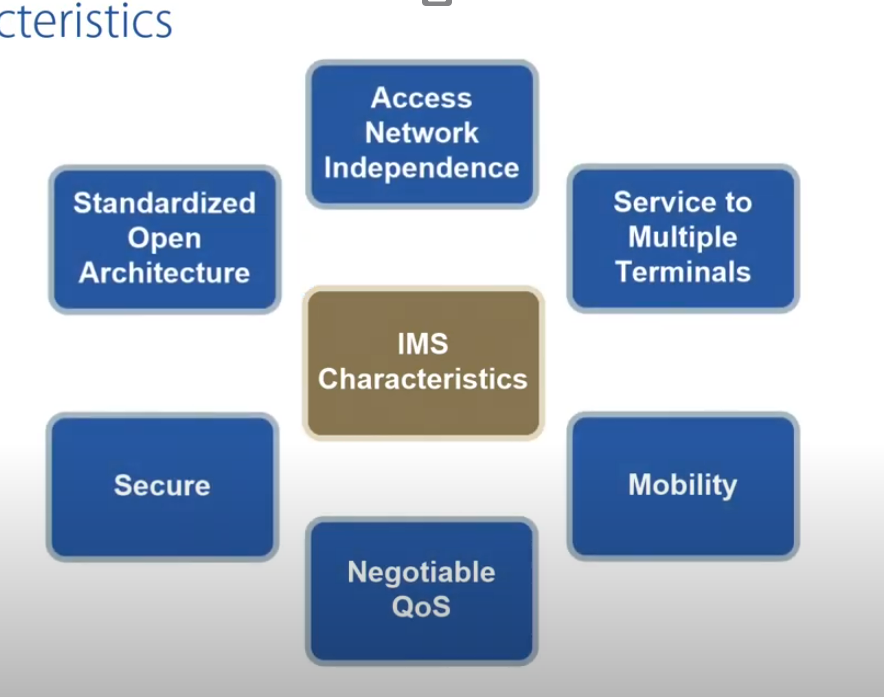 cteristics
Access
Network
Independence
Standardized
Open
Architecture
Service to
Multiple
Terminals
IMS
Characteristics
Secure
Mobility
Negotiable
QoS